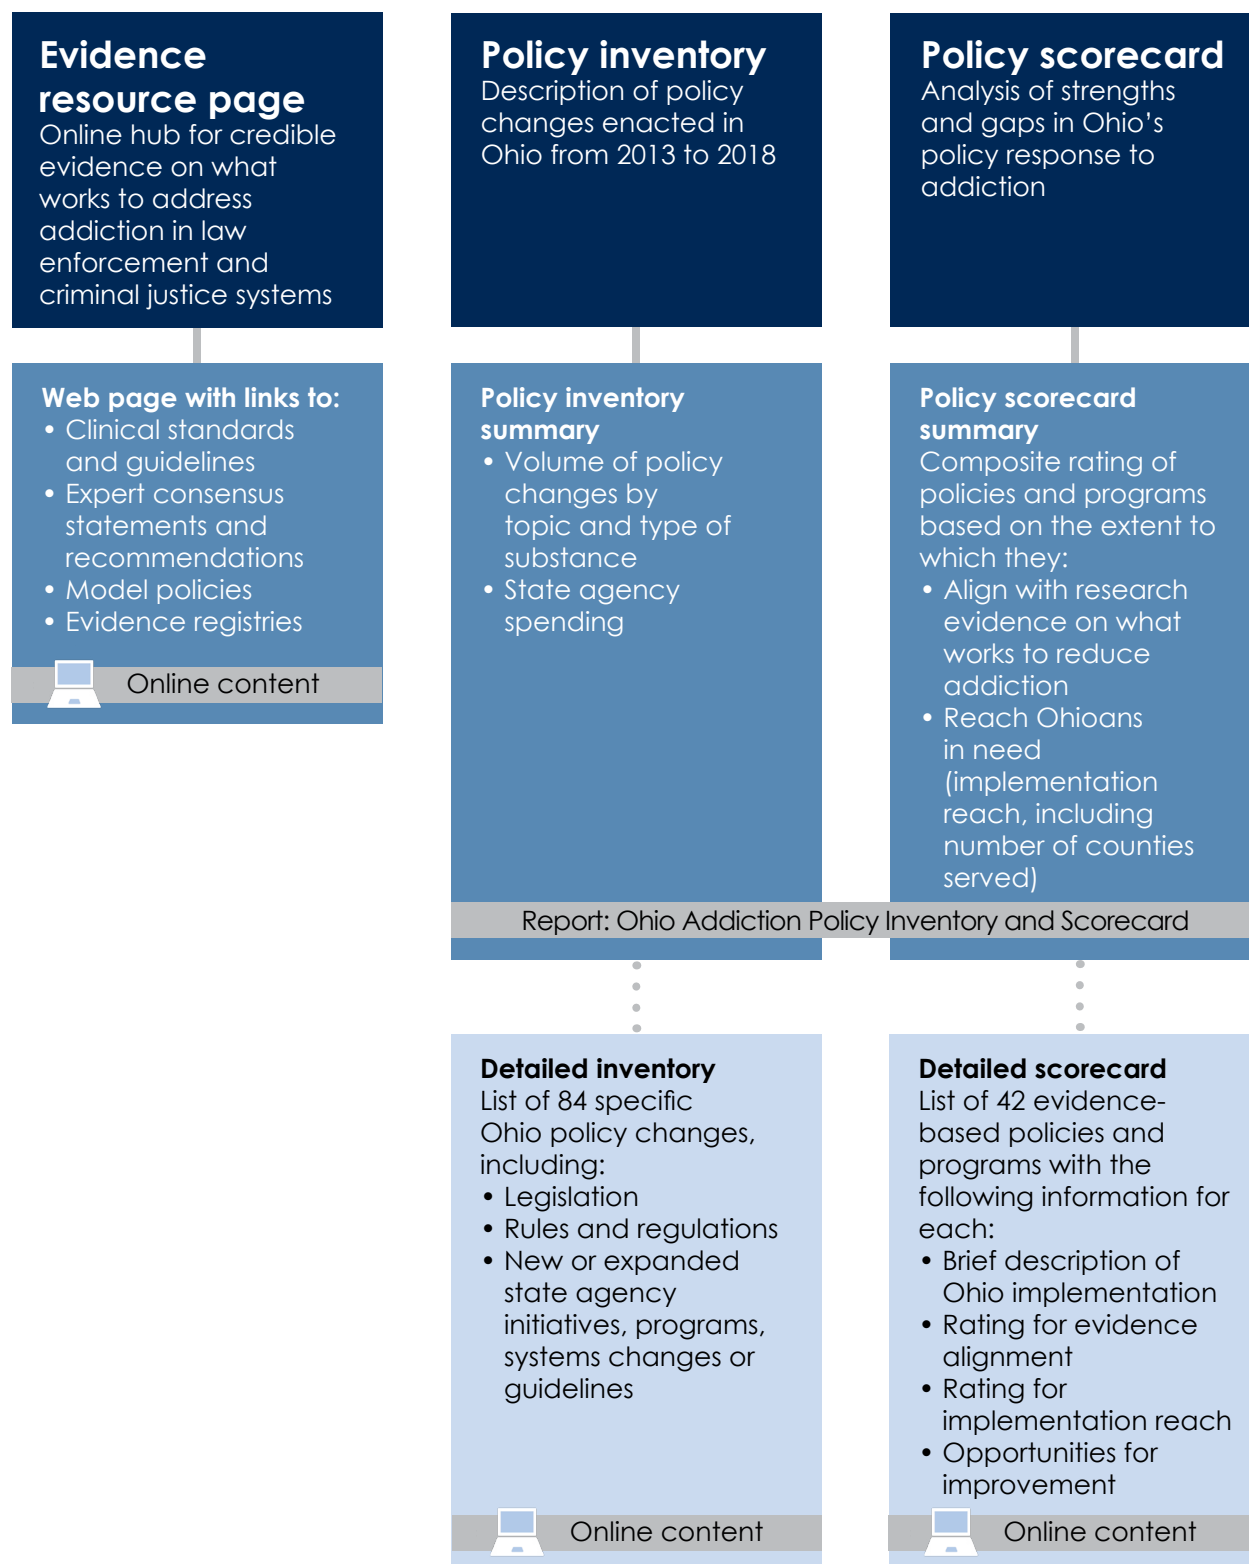 Evidence
resource page
Online hub for credible
evidence on what
works to address
addiction in law
enforcement and
criminal justice systems
Web page with links to:
• Clinical standards
and guidelines
• Expert consensus
statements and
recommendations
• Model policies
• Evidence registries
Online content
Policy inventory
Description of policy
changes enacted in
Ohio from 2013 to 2018
Policy inventory
summary
• Volume of policy
changes by
topic and type of
substance
• State agency
spending
Policy scorecard
Analysis of strengths
and gaps in Ohio’s
policy response to
addiction
Policy scorecard
summary
Composite rating of
policies and programs
based on the extent to
which they:
• Align with research
evidence on what
works to reduce
addiction
• Reach Ohioans
in need
(implementation
reach, including
number of counties
served)
Report: Ohio Addiction Policy Inventory and Scorecard
Detailed inventory
List of 84 specific
Ohio policy changes,
including:
• Legislation
• Rules and regulations
• New or expanded
state agency
initiatives, programs,
systems changes or
guidelines
Online content
Detailed scorecard
List of 42 evidence-
based policies and
programs with the
following information for
each:
• Brief description of
Ohio implementation
• Rating for evidence
alignment
• Rating for
implementation reach
• Opportunities for
improvement
Online content